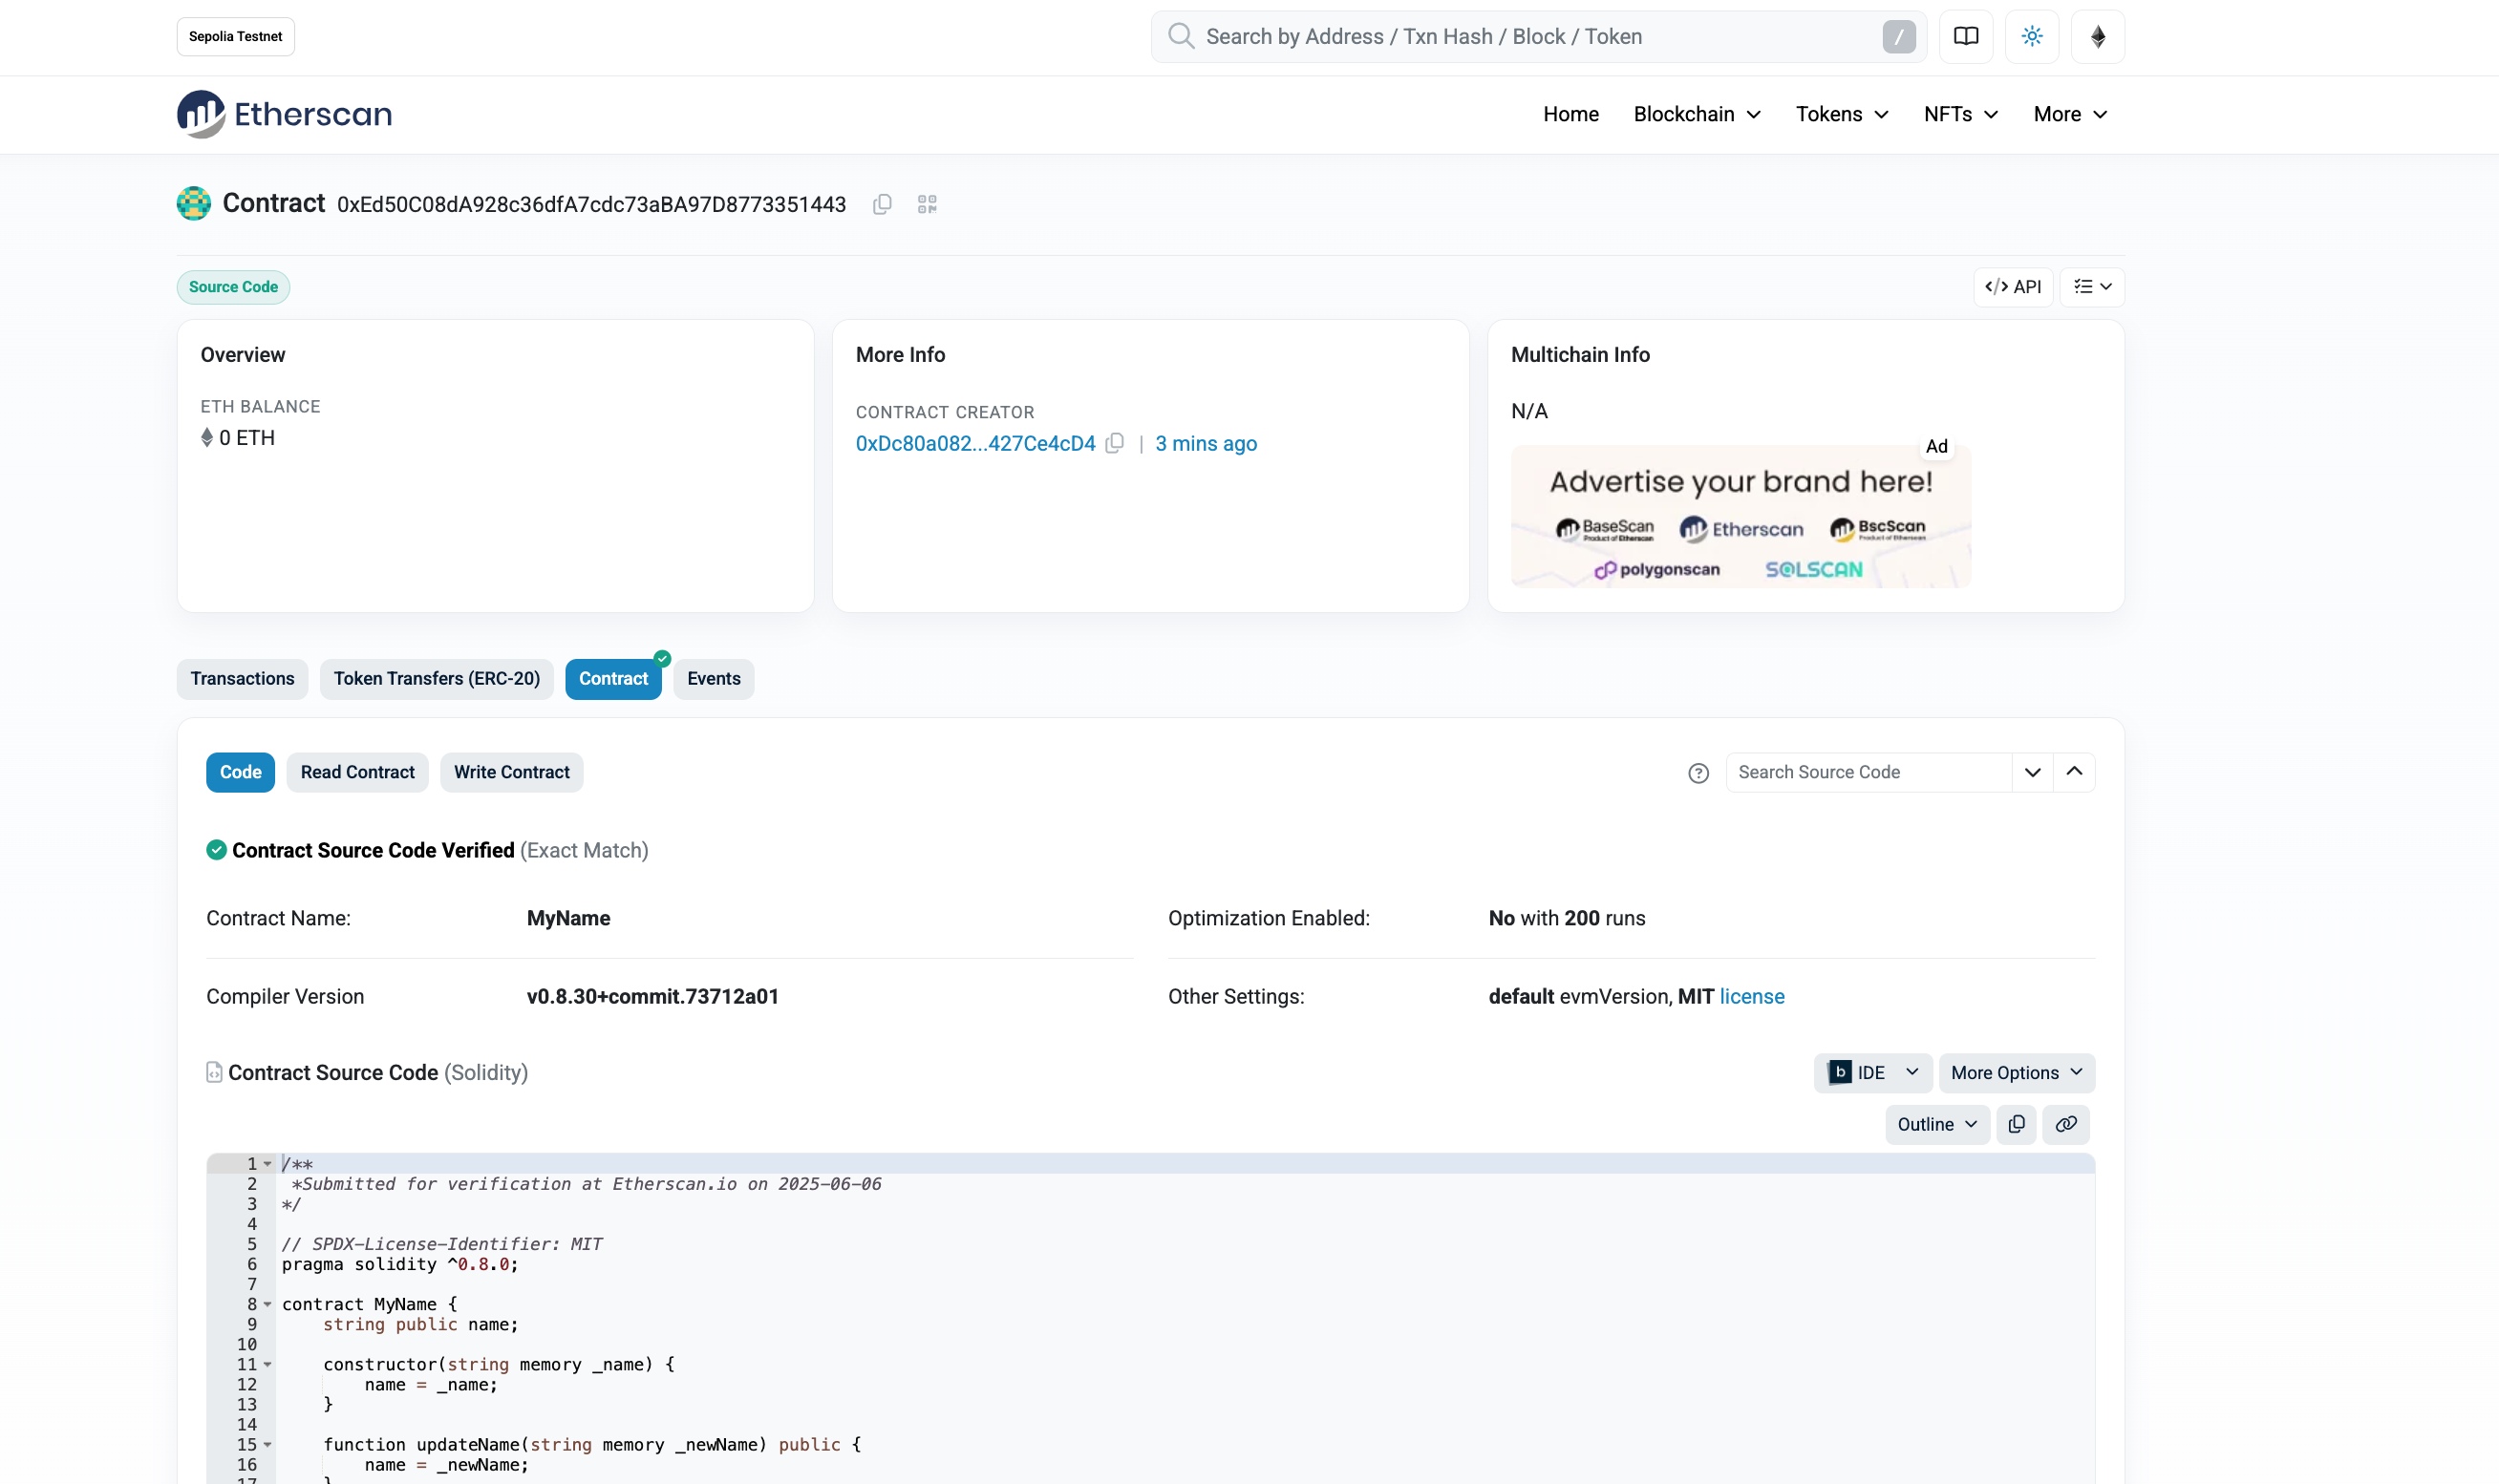 Sepolia Testnet
Search by Address / Txn Hash / Block / Token
/
Etherscan
Home
Blockchain
Tokens
NFTs
More
Contract 0xEd50C08dA928c36dfA7cdc73aBA97D8773351443
Source Code
</> API
Overview
ETH BALANCE
0 ETH
More Info
CONTRACT CREATOR
0xDc80a082...427Ce4cD4 | 3 mins ago
Multichain Info
N/A
Ad
Advertise your brand here!
BaseScan
Product of Etherscan
Etherscan
BscScan
Product of Etherscan
polygonscan
SOLSCAN
Transactions
Token Transfers (ERC-20)
Contract
Events
Code
Read Contract
Write Contract
?
Search Source Code
Contract Source Code Verified (Exact Match)
Contract Name:
MyName
Optimization Enabled:
No with 200 runs
Compiler Version
v0.8.30+commit.73712a01
Other Settings:
default evmVersion, MIT license
Contract Source Code (Solidity)
b IDE
More Options
Outline
1 /**
2  *Submitted for verification at Etherscan.io on 2025-06-06
3 */
4
5 // SPDX-License-Identifier: MIT
6 pragma solidity ^0.8.0;
7
8 contract MyName {
9     string public name;
10
11     constructor(string memory _name) {
12         name = _name;
13     }
14
15     function updateName(string memory _newName) public {
16         name = _newName;
17     }